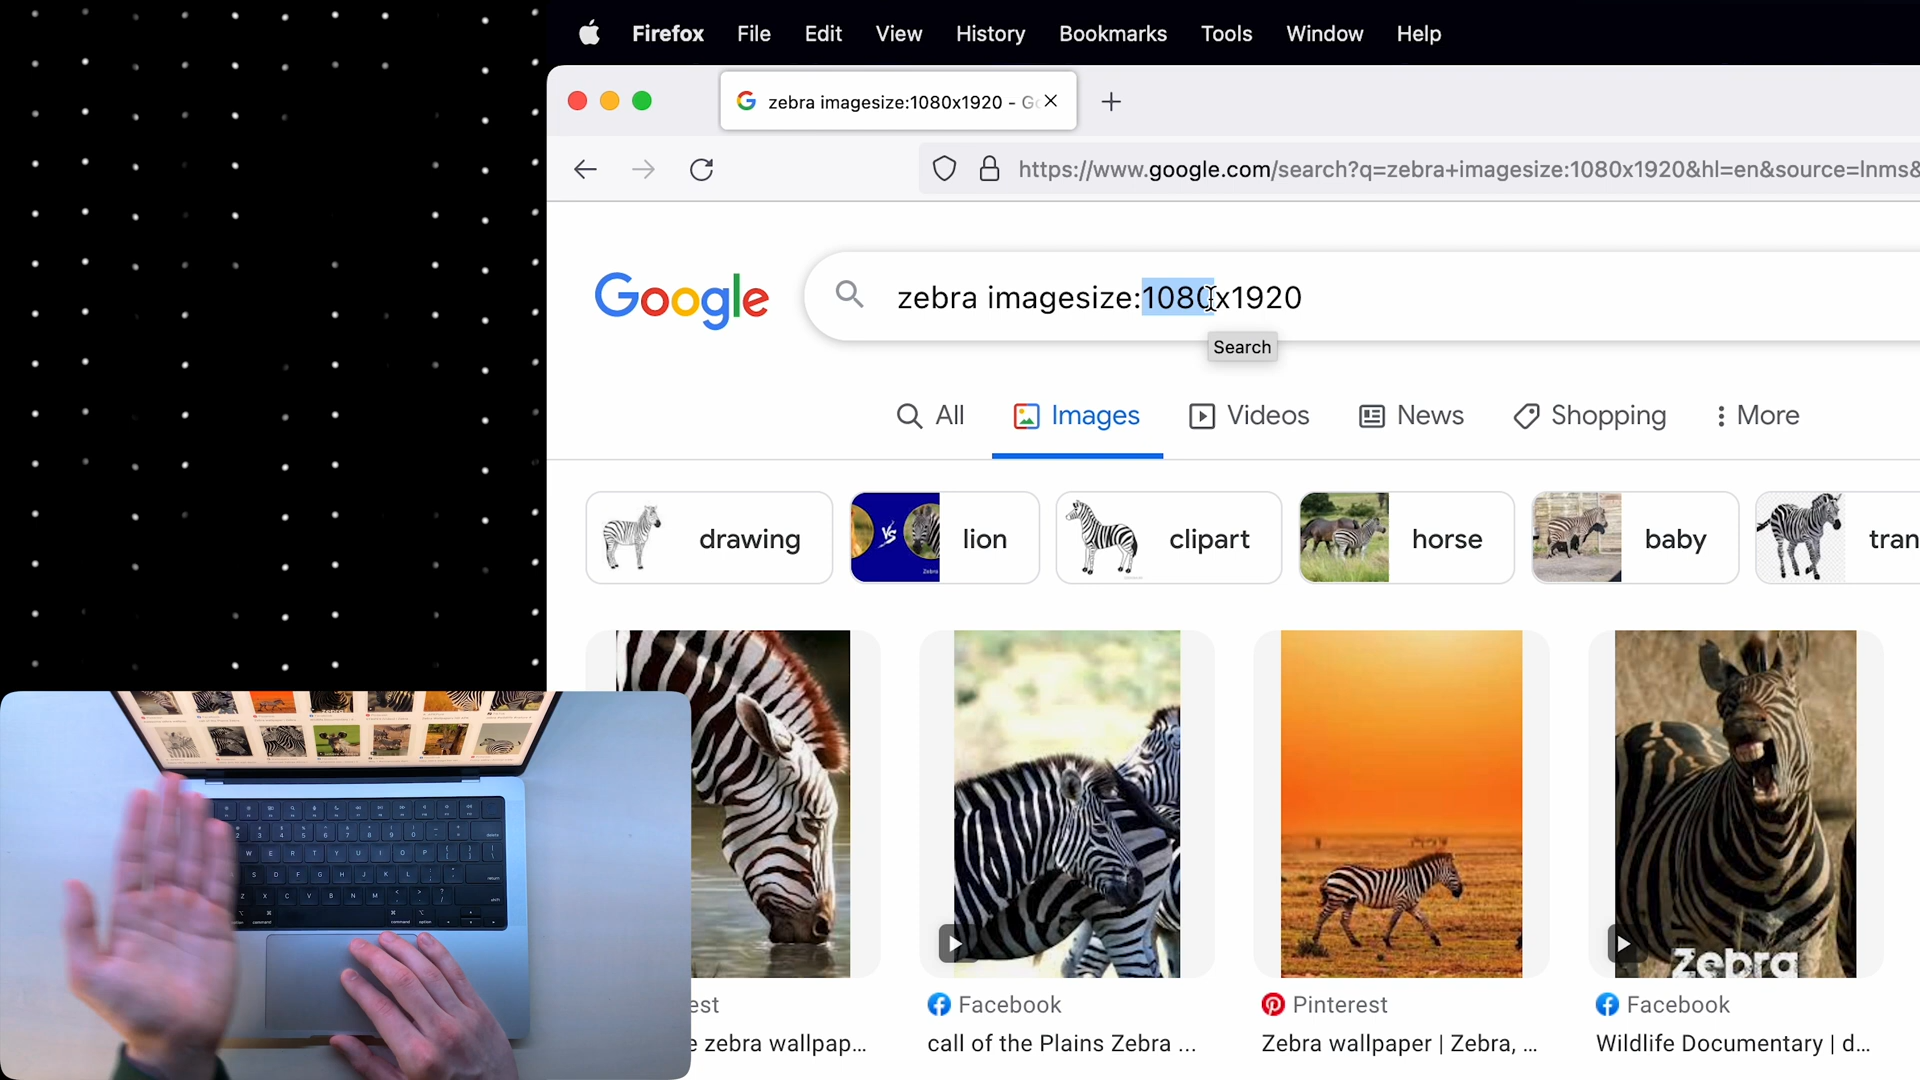 Firefox File Edit View History Bookmarks Tools Window Help
zebra imagesize:1080x1920 - G
https://www.google.com/search?q=zebra+imagesize:1080x1920&hl=en&source=lnms&
Google
zebra imagesize:1080x1920
Search
All Images Videos News Shopping More
drawing lion clipart horse baby tran
VS
Zebra
zebra
est Facebook Pinterest Facebook
e zebra wallpap... call of the Plains Zebra ... Zebra wallpaper | Zebra, ... Wildlife Documentary | d...